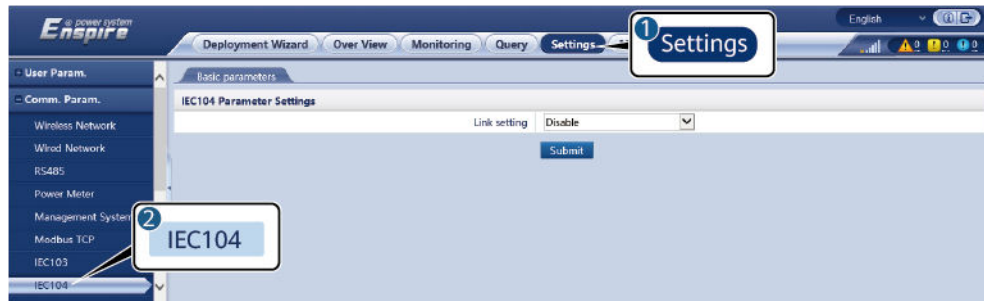 e power system
Enspire
English
Deployment Wizard Over View Monitoring Query Settings
1 Settings
User Param.
Comm. Param.
Wireless Network
Wired Network
RS485
Power Meter
Management System
Modbus TCP
IEC103
IEC104
Basic parameters
IEC104 Parameter Settings
Link setting Disable
Submit
2 IEC104